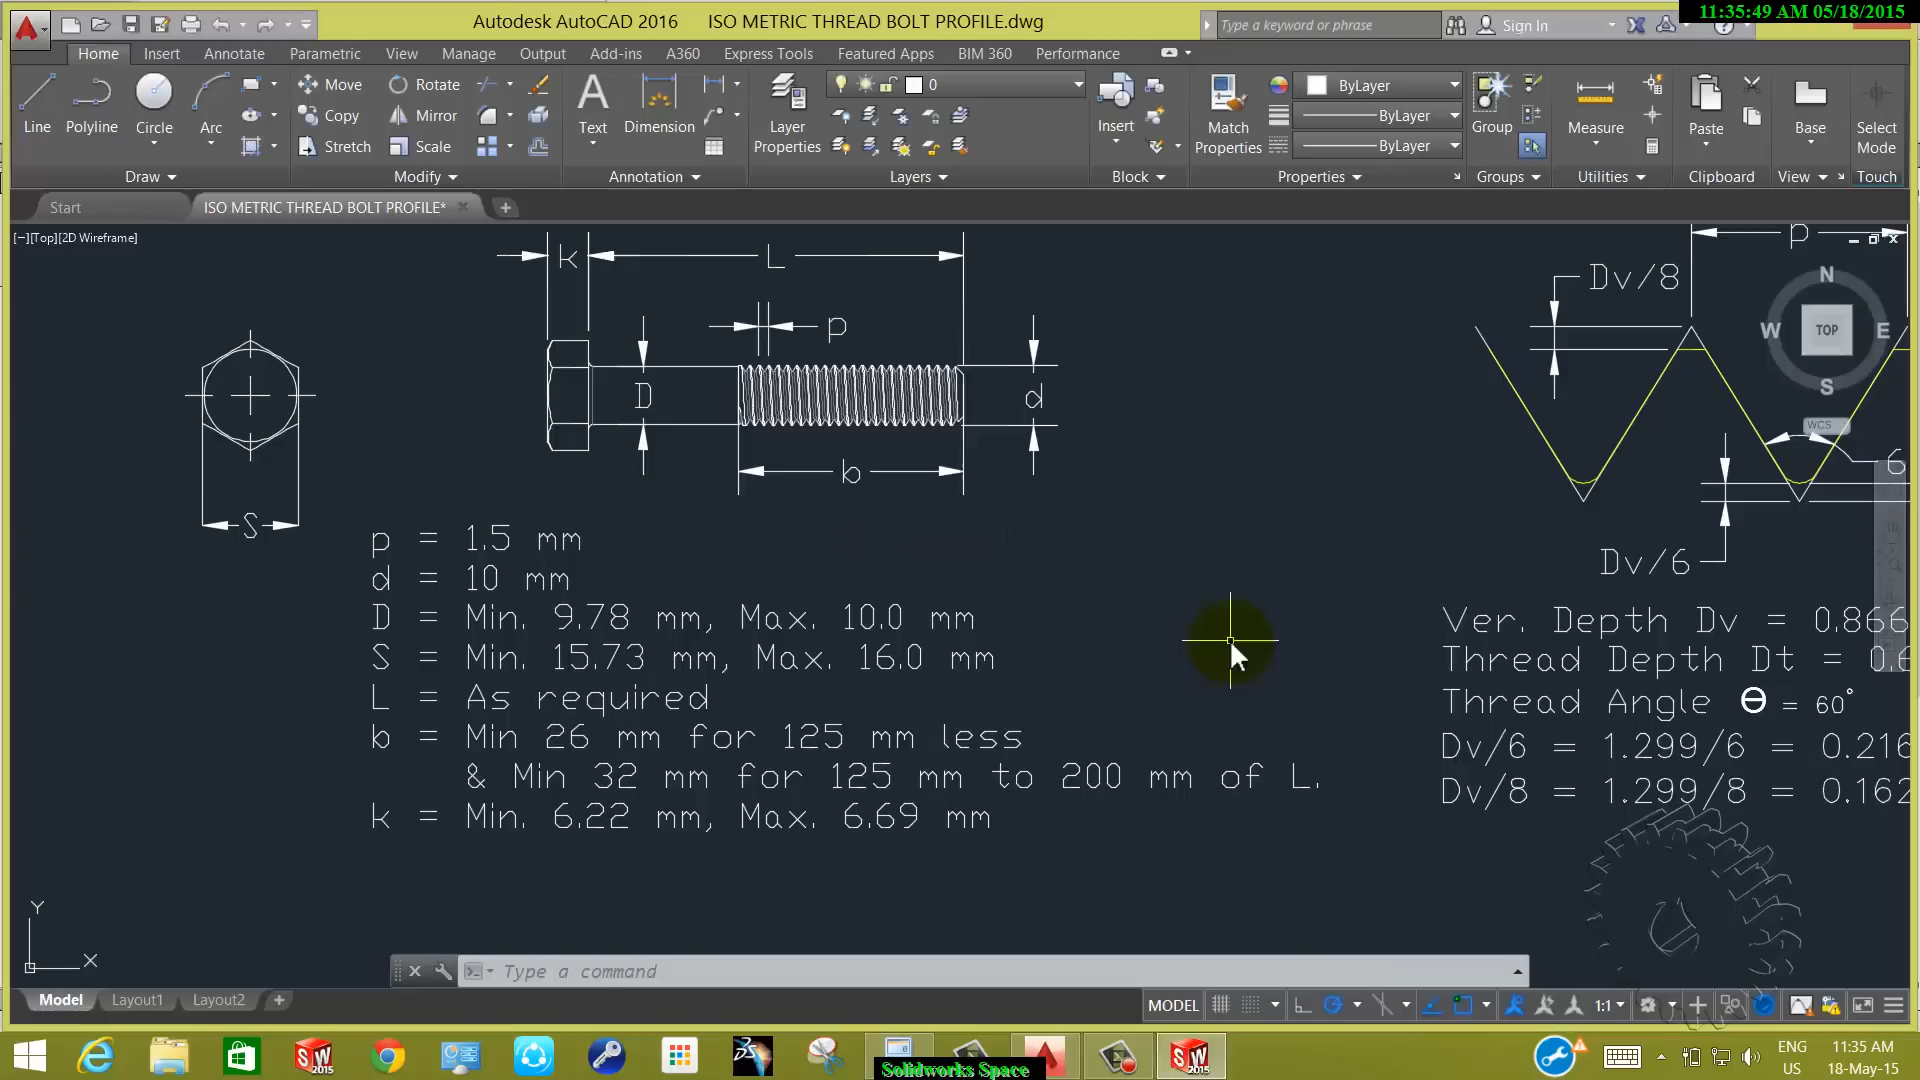 Autodesk AutoCAD 2016 ISO METRIC THREAD BOLT PROFILE.dwg
Type a keyword or phrase
Sign In
11:35:49 AM 05/18/2015
Home Insert Annotate Parametric View Manage Output Add-ins A360 Express Tools Featured Apps BIM 360 Performance
Line Polyline Circle Arc
Move Rotate
Copy Mirror
Stretch Scale
Text Dimension
Layer Properties
0
Insert
Match Properties
ByLayer
ByLayer
ByLayer
Group
Measure
Paste
Base
Select Mode
Draw Modify Annotation Layers Block Properties Groups Utilities Clipboard View Touch
Start ISO METRIC THREAD BOLT PROFILE*
[−][Top][2D Wireframe]
k L
p
D d
b
S
p
Dv/8
Dv/6
N
W TOP E
S
WCS
p = 1.5 mm
d = 10 mm
D = Min. 9.78 mm, Max. 10.0 mm
S = Min. 15.73 mm, Max. 16.0 mm
L = As required
b = Min 26 mm for 125 mm less
& Min 32 mm for 125 mm to 200 mm of L.
k = Min. 6.22 mm, Max. 6.69 mm
Ver. Depth Dv = 0.866
Thread Depth Dt = 0.6
Thread Angle Θ = 60°
Dv/6 = 1.299/6 = 0.216
Dv/8 = 1.299/8 = 0.162
Y
X
Type a command
Model Layout1 Layout2
MODEL
1:1
SW 2015
SW 2015
Solidworks Space
ENG
US
11:35 AM
18-May-15